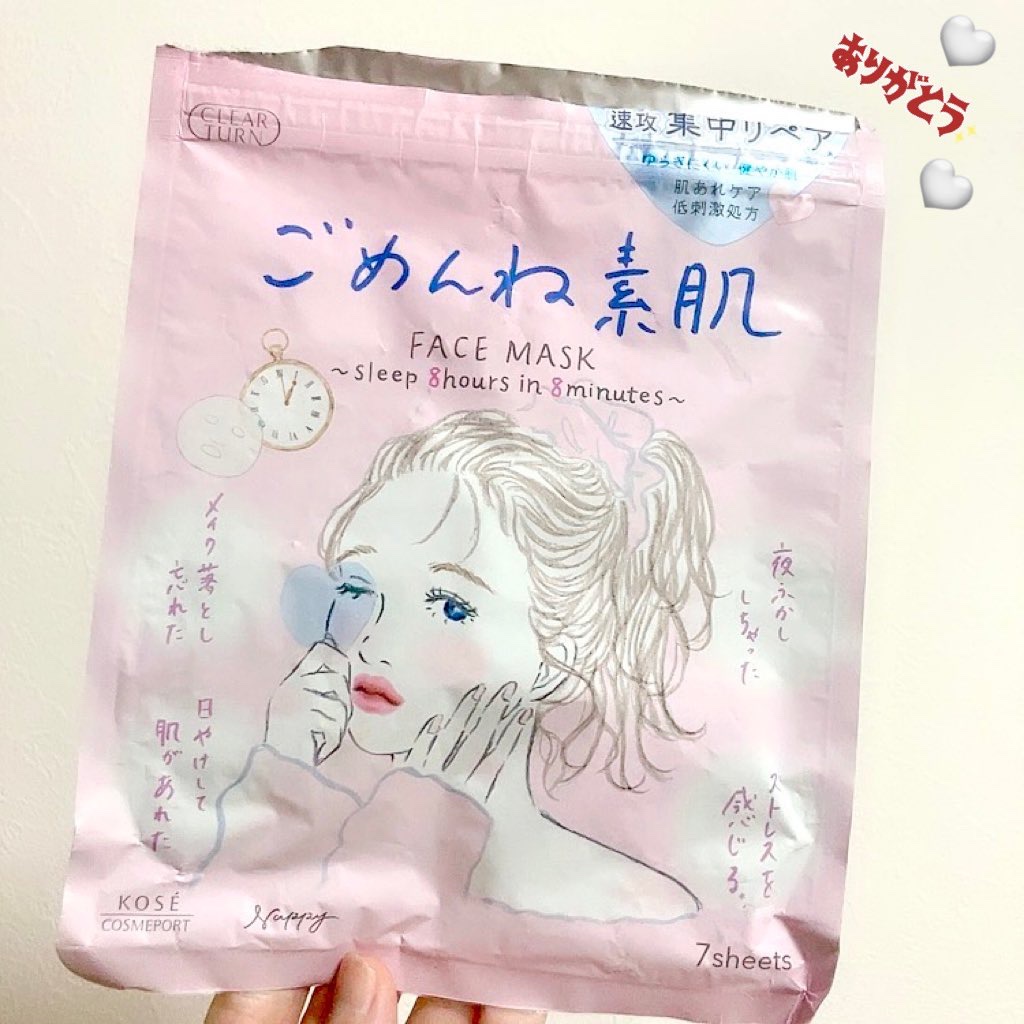 ありがとう
CLEAR
TURN
速攻 集中リペア
ゆらぎにくい健やか肌
肌あれケア
低刺激処方
ごめんね素肌
FACE MASK
~sleep 8hours in 8minutes~
メイク落とし
忘れた
夜ふかし
しちゃった
日やけして
肌があれた
ストレスを
感じる。
KOSÉ
COSMEPORT
Nappy
7sheets